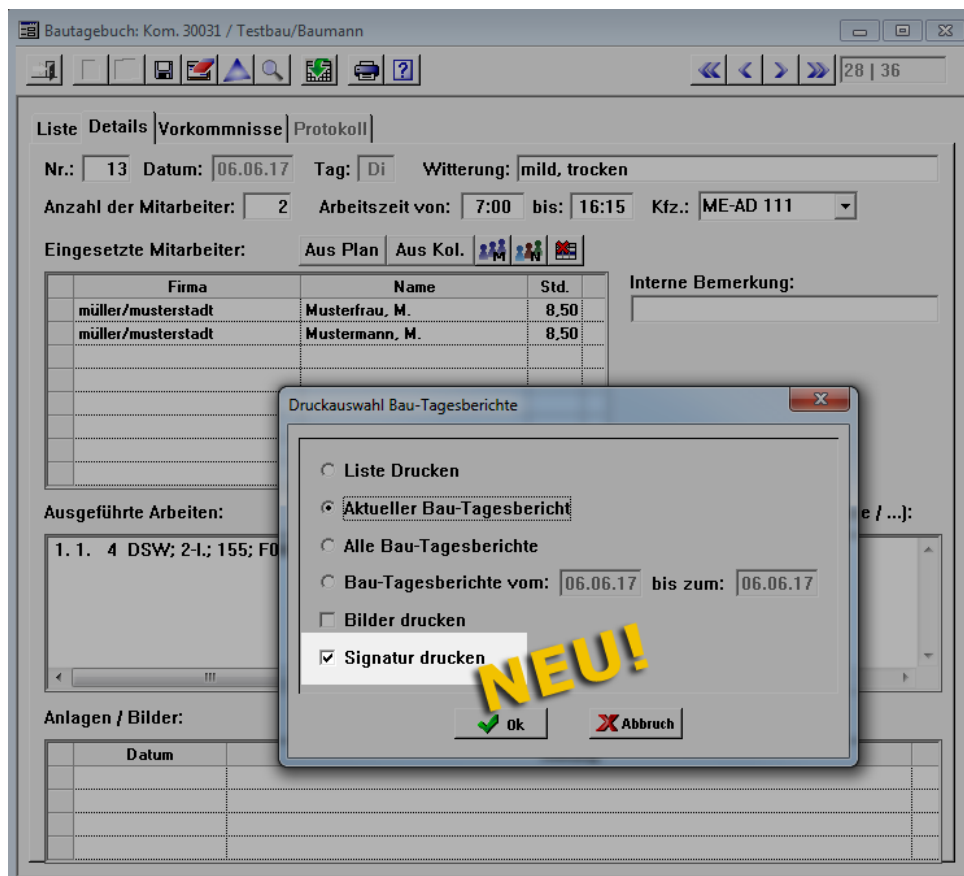 Bautagebuch: Kom. 30031 / Testbau/Baumann
28 | 36
Liste Details Vorkommnisse Protokoll
Nr.: 13 Datum: 06.06.17 Tag: Di Witterung: mild, trocken
Anzahl der Mitarbeiter: 2 Arbeitszeit von: 7:00 bis: 16:15 Kfz.: ME-AD 111
Eingesetzte Mitarbeiter: Aus Plan Aus Kol. M N
Interne Bemerkung:
Firma Name Std.
müller/musterstadt Musterfrau, M. 8,50
müller/musterstadt Mustermann, M. 8,50
Druckauswahl Bau-Tagesberichte
Liste Drucken
Aktueller Bau-Tagesbericht
Alle Bau-Tagesberichte
Bau-Tagesberichte vom: 06.06.17 bis zum: 06.06.17
Bilder drucken
Signatur drucken
NEU!
Ok Abbruch
Ausgeführte Arbeiten:
e / ...):
1. 1. 4 DSW; 2-l.; 155; F0
Anlagen / Bilder:
Datum